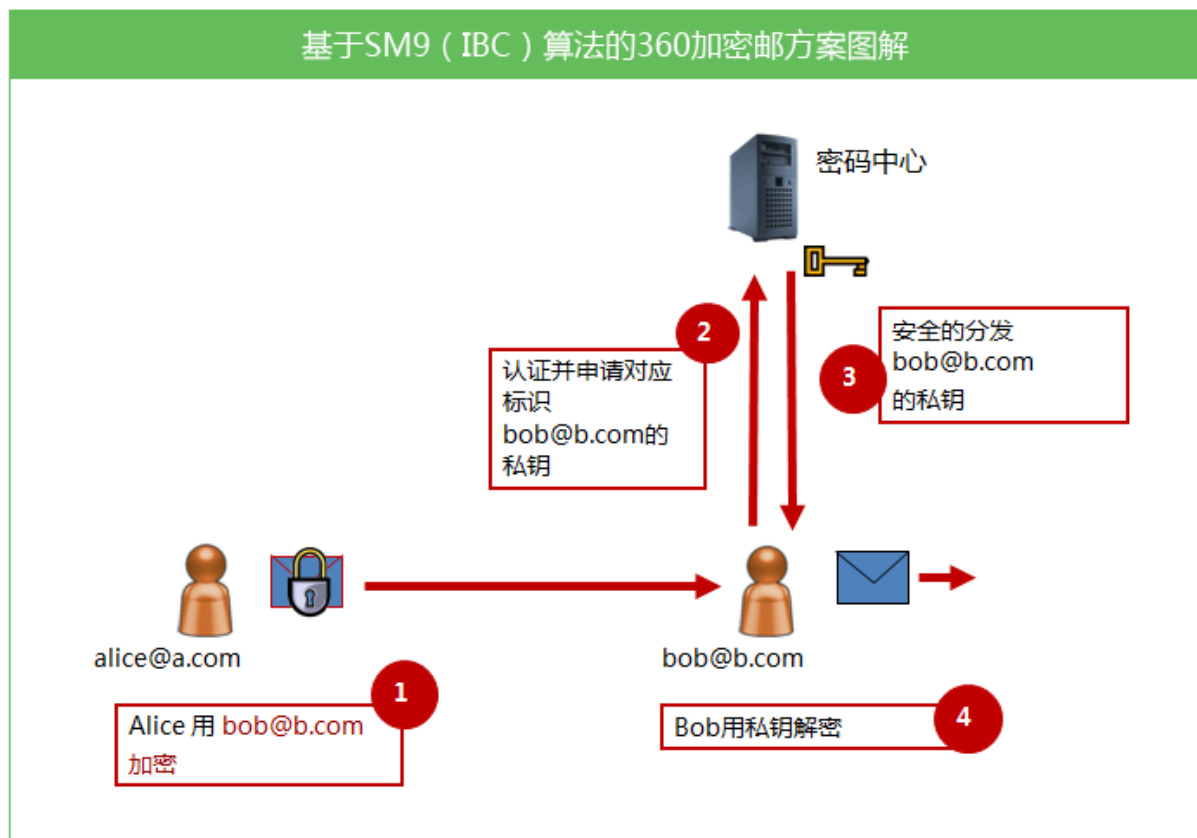 基于SM9（IBC）算法的360加密邮方案图解
密码中心
2
认证并申请对应
标识
bob@b.com的
私钥
3
安全的分发
bob@b.com
的私钥
alice@a.com
bob@b.com
1
Alice 用 bob@b.com
加密
4
Bob用私钥解密